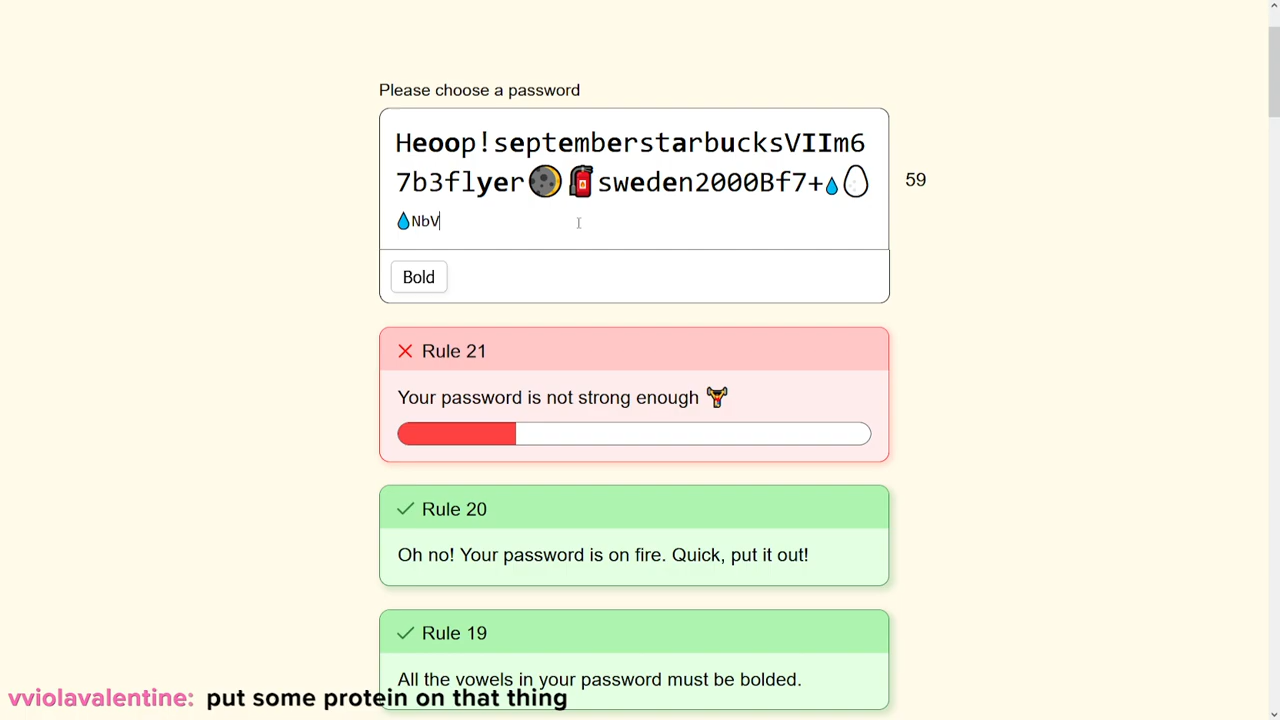 Please choose a password
Heoop!septemberstarbucksVIIm6
7b3flyer🌒🧯sweden2000Bf7+💧🥚
💧NbV
59
Bold
Rule 21
Your password is not strong enough 🏋️
Rule 20
Oh no! Your password is on fire. Quick, put it out!
Rule 19
All the vowels in your password must be bolded.
vviolavalentine: put some protein on that thing